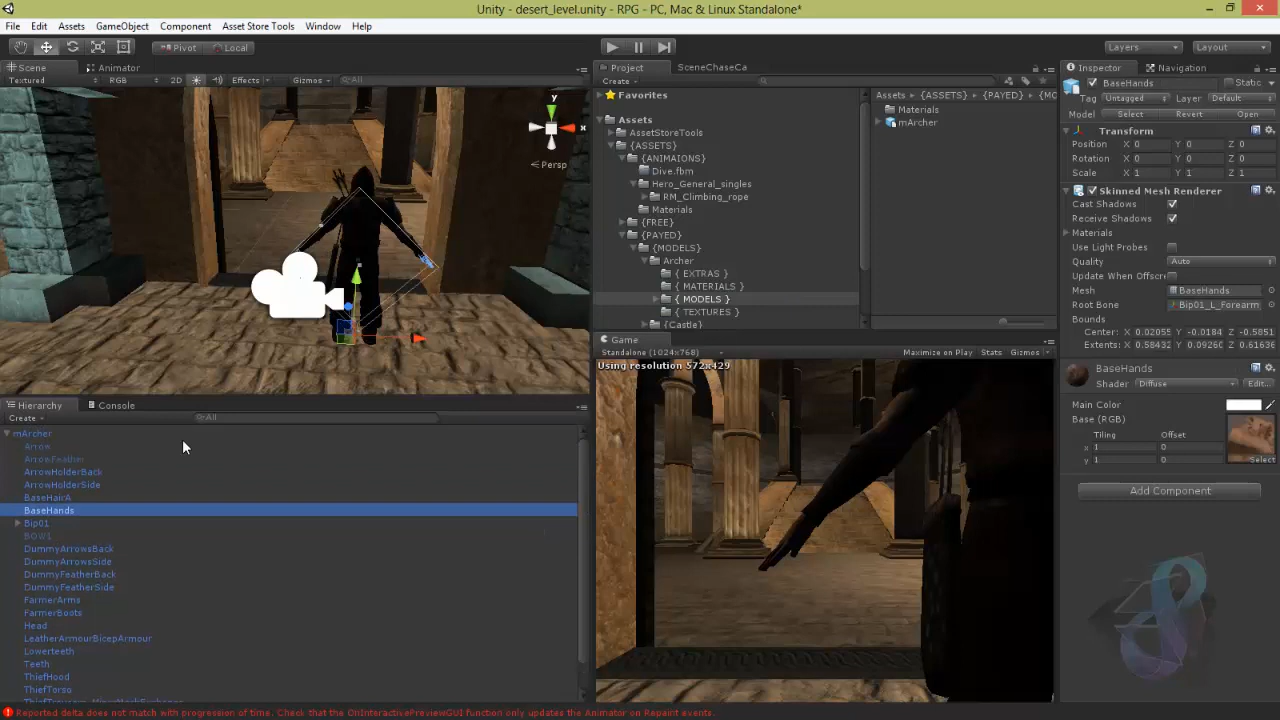 Unity - desert_level.unity - RPG - PC, Mac & Linux Standalone*
File Edit Assets GameObject Component Asset Store Tools Window Help
Pivot Local Layers Layout
Scene Animator
Textured RGB 2D Effects Gizmos All
y
x
Persp
Project SceneChaseCa
Create
Favorites
Assets
AssetStoreTools
{ASSETS}
{ANIMAIONS}
Dive.fbm
Hero_General_singles
RM_Climbing_rope
Materials
{FREE}
{PAYED}
{MODELS}
Archer
{ EXTRAS }
{ MATERIALS }
{ MODELS }
{ TEXTURES }
{Castle}
Assets {ASSETS} {PAYED} {MO
Materials
mArcher
Inspector Navigation
BaseHands Static
Tag Untagged Layer Default
Model Select Revert Open
Transform
Position X 0 Y 0 Z 0
Rotation X 0 Y 0 Z 0
Scale X 1 Y 1 Z 1
Skinned Mesh Renderer
Cast Shadows
Receive Shadows
Materials
Use Light Probes
Quality Auto
Update When Offscre
Mesh BaseHands
Root Bone Bip01_L_Forearm
Bounds
Center: X 0.02055 Y -0.0184 Z -0.5851
Extents: X 0.58432 Y 0.09260 Z 0.61636
BaseHands
Shader Diffuse Edit...
Main Color
Base (RGB)
Tiling Offset
x 1 0
y 1 0
Select
Add Component
Game
Standalone (1024x768) Maximize on Play Stats Gizmos
Using resolution 572x429
Hierarchy Console
Create All
mArcher
Arrow
ArrowFeather
ArrowHolderBack
ArrowHolderSide
BaseHairA
BaseHands
Bip01
BOW1
DummyArrowsBack
DummyArrowsSide
DummyFeatherBack
DummyFeatherSide
FarmerArms
FarmerBoots
Head
LeatherArmourBicepArmour
Lowerteeth
Teeth
ThiefHood
ThiefTorso
Reported delta does not match with progression of time. Check that the OnInteractivePreviewGUI function only updates the Animator on Repaint events.